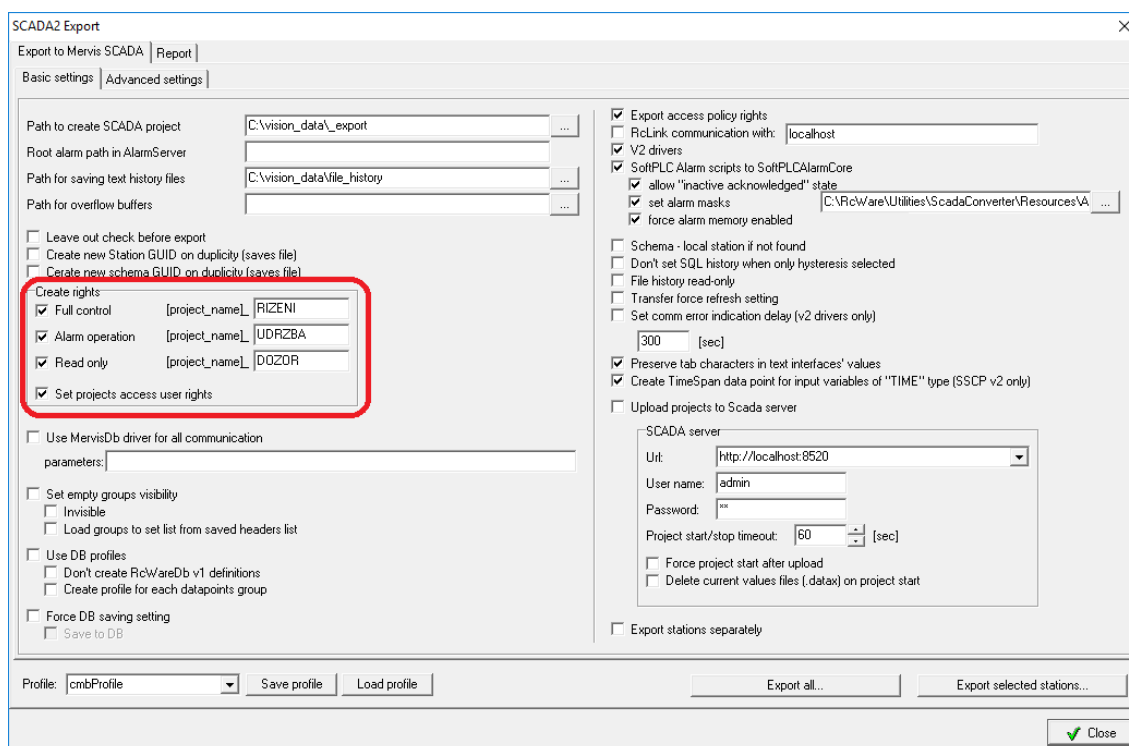 SCADA2 Export
Export to Mervis SCADA
Report
Basic settings
Advanced settings
Path to create SCADA project
C:\vision_data\_export
...
Root alarm path in AlarmServer
Path for saving text history files
C:\vision_data\file_history
...
Path for overflow buffers
...
Leave out check before export
Create new Station GUID on duplicity (saves file)
Cerate new schema GUID on duplicity (saves file)
Create rights
Full control
[project_name]_
RIZENI
Alarm operation
[project_name]_
UDRZBA
Read only
[project_name]_
DOZOR
Set projects access user rights
Use MervisDb driver for all communication
parameters:
Set empty groups visibility
Invisible
Load groups to set list from saved headers list
Use DB profiles
Don't create RcWareDb v1 definitions
Create profile for each datapoints group
Force DB saving setting
Save to DB
Export access policy rights
RcLink communication with:
localhost
V2 drivers
SoftPLC Alarm scripts to SoftPLCAlarmCore
allow "inactive acknowledged" state
set alarm masks
C:\RcWare\Utilities\ScadaConverter\Resources\A
...
force alarm memory enabled
Schema - local station if not found
Don't set SQL history when only hysteresis selected
File history read-only
Transfer force refresh setting
Set comm error indication delay (v2 drivers only)
300
[sec]
Preserve tab characters in text interfaces' values
Create TimeSpan data point for input variables of "TIME" type (SSCP v2 only)
Upload projects to Scada server
SCADA server
Url:
http://localhost:8520
User name:
admin
Password:
**
Project start/stop timeout:
60
[sec]
Force project start after upload
Delete current values files (.datax) on project start
Export stations separately
Profile:
cmbProfile
Save profile
Load profile
Export all...
Export selected stations...
Close